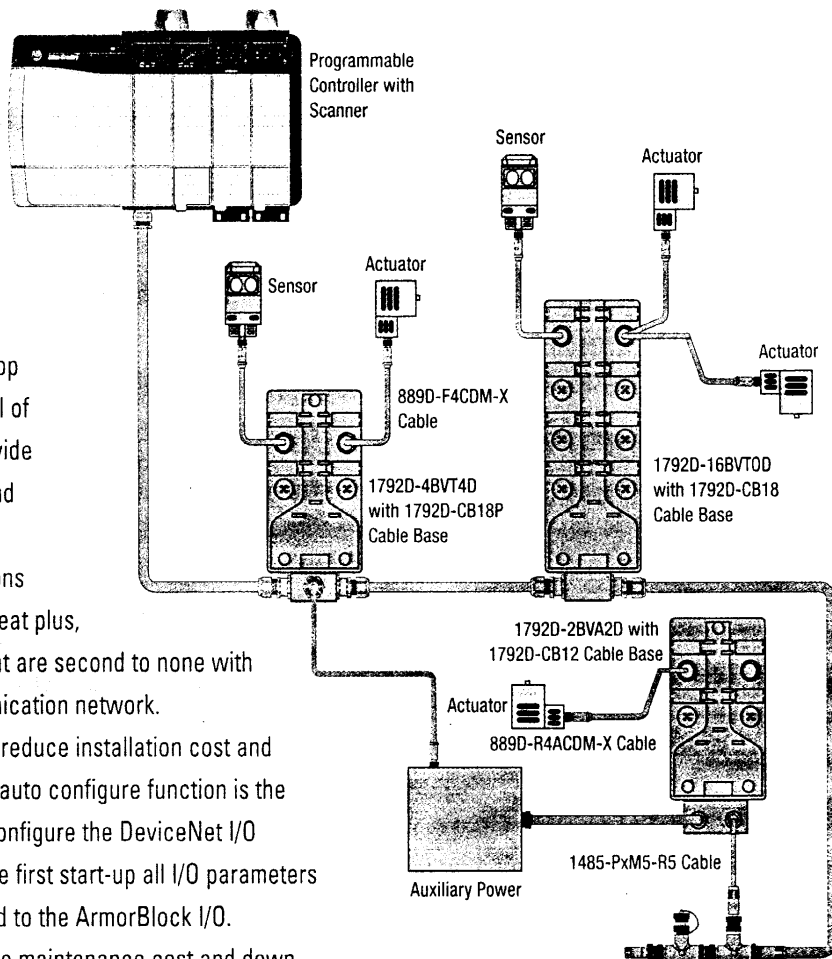 Programmable
Controller with
Scanner
Sensor
Actuator
Sensor
Actuator
Actuator
889D-F4CDM-X
Cable
1792D-4BVT4D
with 1792D-CB18P
Cable Base
1792D-16BVT0D
with 1792D-CB18
Cable Base
op
l of
vide
nd
ons
eat plus,
at are second to none with
nication network.
reduce installation cost and
auto configure function is the
onfigure the DeviceNet I/O
e first start-up all I/O parameters
d to the ArmorBlock I/O.
e maintenance cost and down
1792D-2BVA2D with
1792D-CB12 Cable Base
Actuator
889D-R4ACDM-X Cable
1485-PxM5-R5 Cable
Auxiliary Power